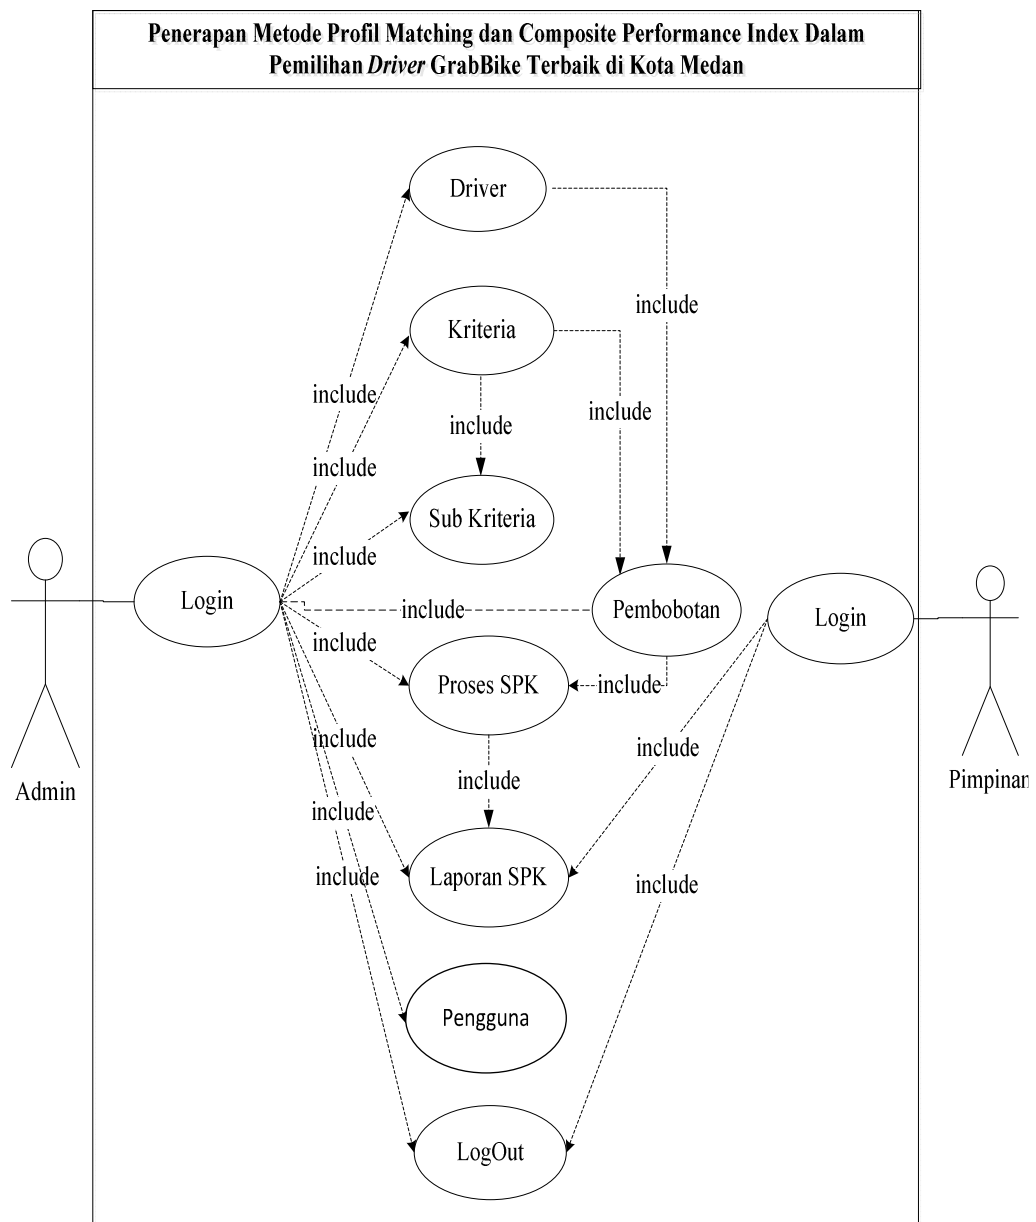 Penerapan Metode Profil Matching dan Composite Performance Index Dalam
Pemilihan Driver GrabBike Terbaik di Kota Medan
Driver
include
Kriteria
include
include
include
include
Sub Kriteria
include
Login
include
Pembobotan
Login
include
Proses SPK
include
include
include
include
Admin
Pimpinan
include
Laporan SPK
include
include
Pengguna
LogOut